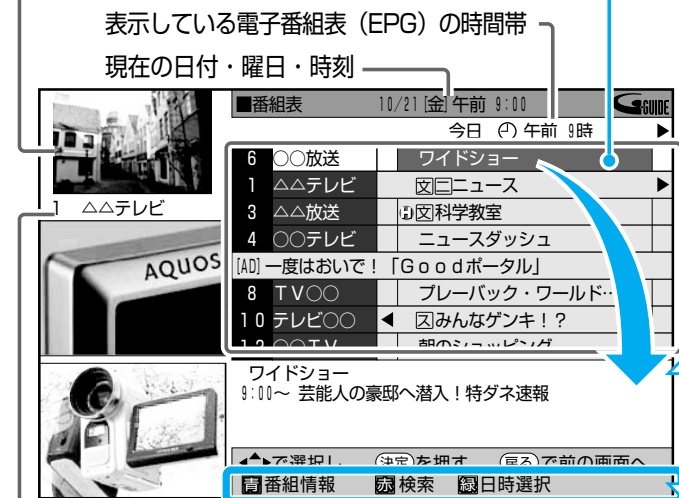 表示している電子番組表（EPG）の時間帯
現在の日付・曜日・時刻
■番組表 10/21[金]午前 9:00 G-GUIDE
今日 午前 9時 ▶
6 ○○放送 ワイドショー
1 △△テレビ 文二ニュース ▶
3 △△放送 文科学教室
4 ○○テレビ ニュースダッシュ
[AD]一度はおいで！「Ｇｏｏｄポータル」
8 ＴＶ○○ プレーバック・ワールド…
10 テレビ○○ ◀ 文みんなゲンキ！？
12 ○○ＴＶ 朝のショッピング
1 △△テレビ
AQUOS
ワイドショー
9:00～ 芸能人の豪邸へ潜入！特ダネ速報
で選択し 決定を押す 戻るで前の画面へ
青番組情報 赤検索 緑日時選択